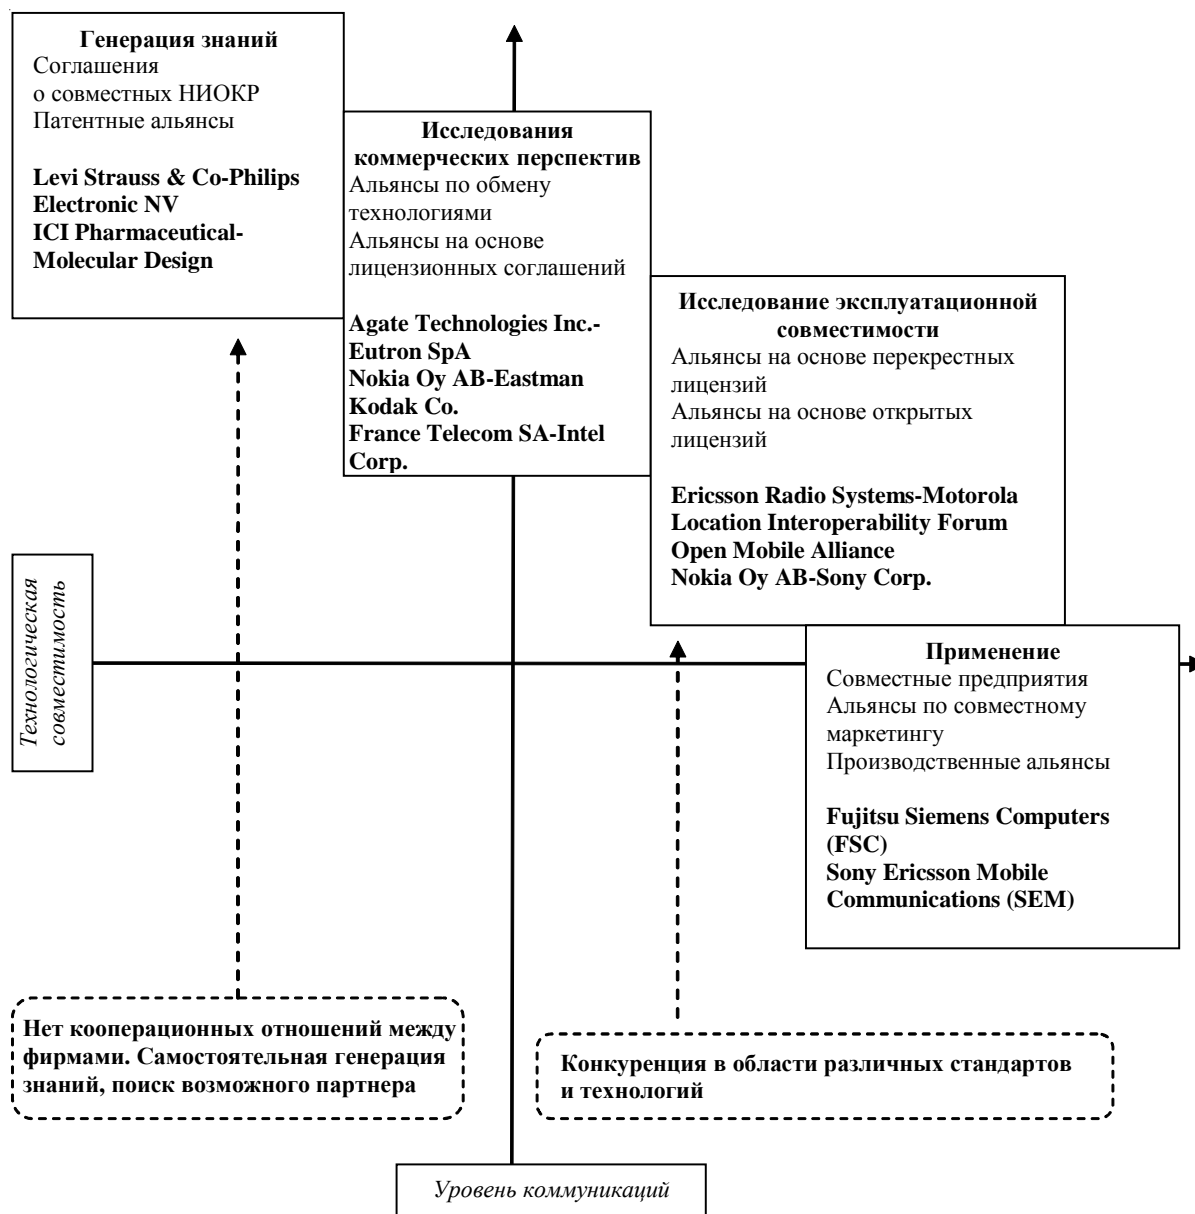 Генерация знаний
Соглашения
о совместных НИОКР
Патентные альянсы
Levi Strauss & Co-Philips
Electronic NV
ICI Pharmaceutical-
Molecular Design
Исследования
коммерческих перспектив
Альянсы по обмену
технологиями
Альянсы на основе
лицензионных соглашений
Agate Technologies Inc.-
Eutron SpA
Nokia Oy AB-Eastman
Kodak Co.
France Telecom SA-Intel
Corp.
Исследование эксплуатационной
совместимости
Альянсы на основе перекрестных
лицензий
Альянсы на основе открытых
лицензий
Ericsson Radio Systems-Motorola
Location Interoperability Forum
Open Mobile Alliance
Nokia Oy AB-Sony Corp.
Технологическая
совместимость
Применение
Совместные предприятия
Альянсы по совместному
маркетингу
Производственные альянсы
Fujitsu Siemens Computers
(FSC)
Sony Ericsson Mobile
Communications (SEM)
Нет кооперационных отношений между
фирмами. Самостоятельная генерация
знаний, поиск возможного партнера
Конкуренция в области различных стандартов
и технологий
Уровень коммуникаций